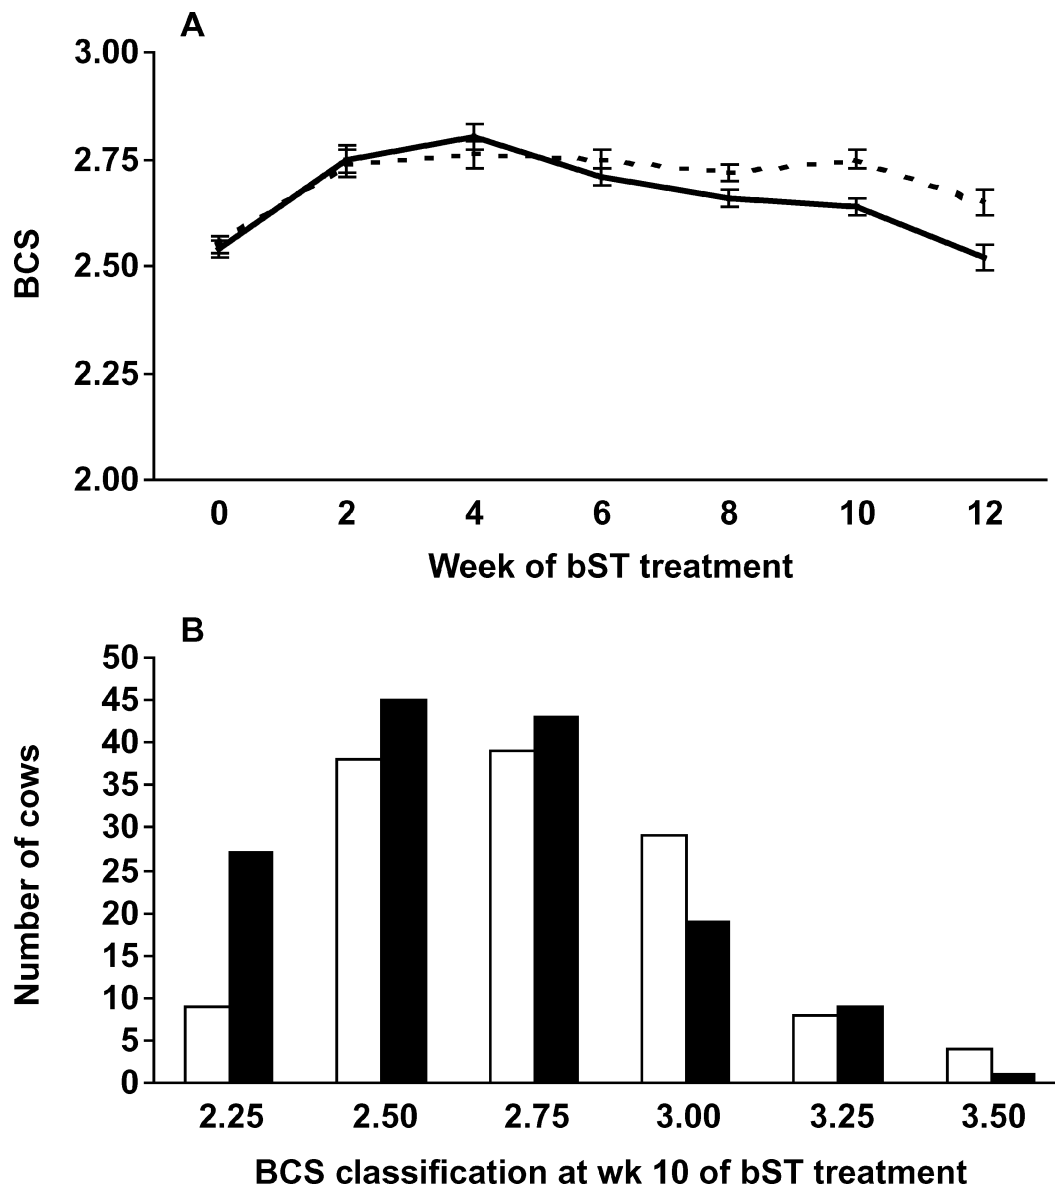 A
3.00
2.75
2.50
2.25
2.00
BCS
0 2 4 6 8 10 12
Week of bST treatment
B
50
45
40
35
30
25
20
15
10
5
0
Number of cows
2.25 2.50 2.75 3.00 3.25 3.50
BCS classification at wk 10 of bST treatment